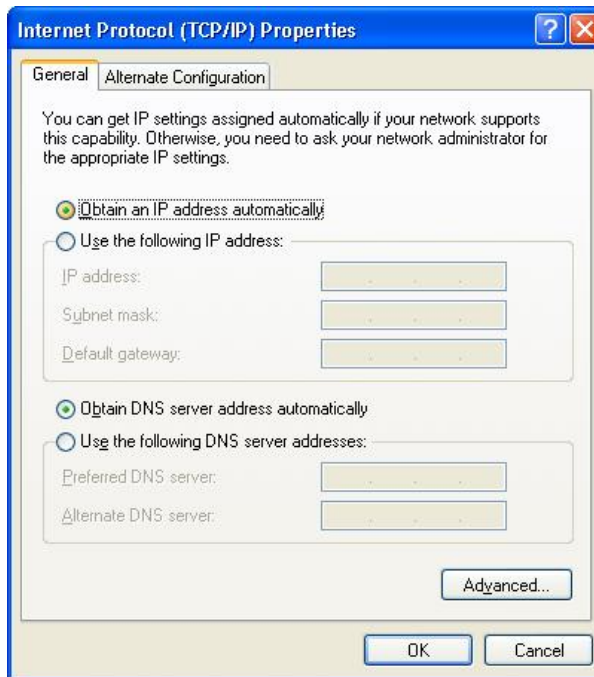 Internet Protocol (TCP/IP) Properties
General
Alternate Configuration
You can get IP settings assigned automatically if your network supports
this capability. Otherwise, you need to ask your network administrator for
the appropriate IP settings.
Obtain an IP address automatically
Use the following IP address:
IP address:
Subnet mask:
Default gateway:
Obtain DNS server address automatically
Use the following DNS server addresses:
Preferred DNS server:
Alternate DNS server:
Advanced...
OK
Cancel